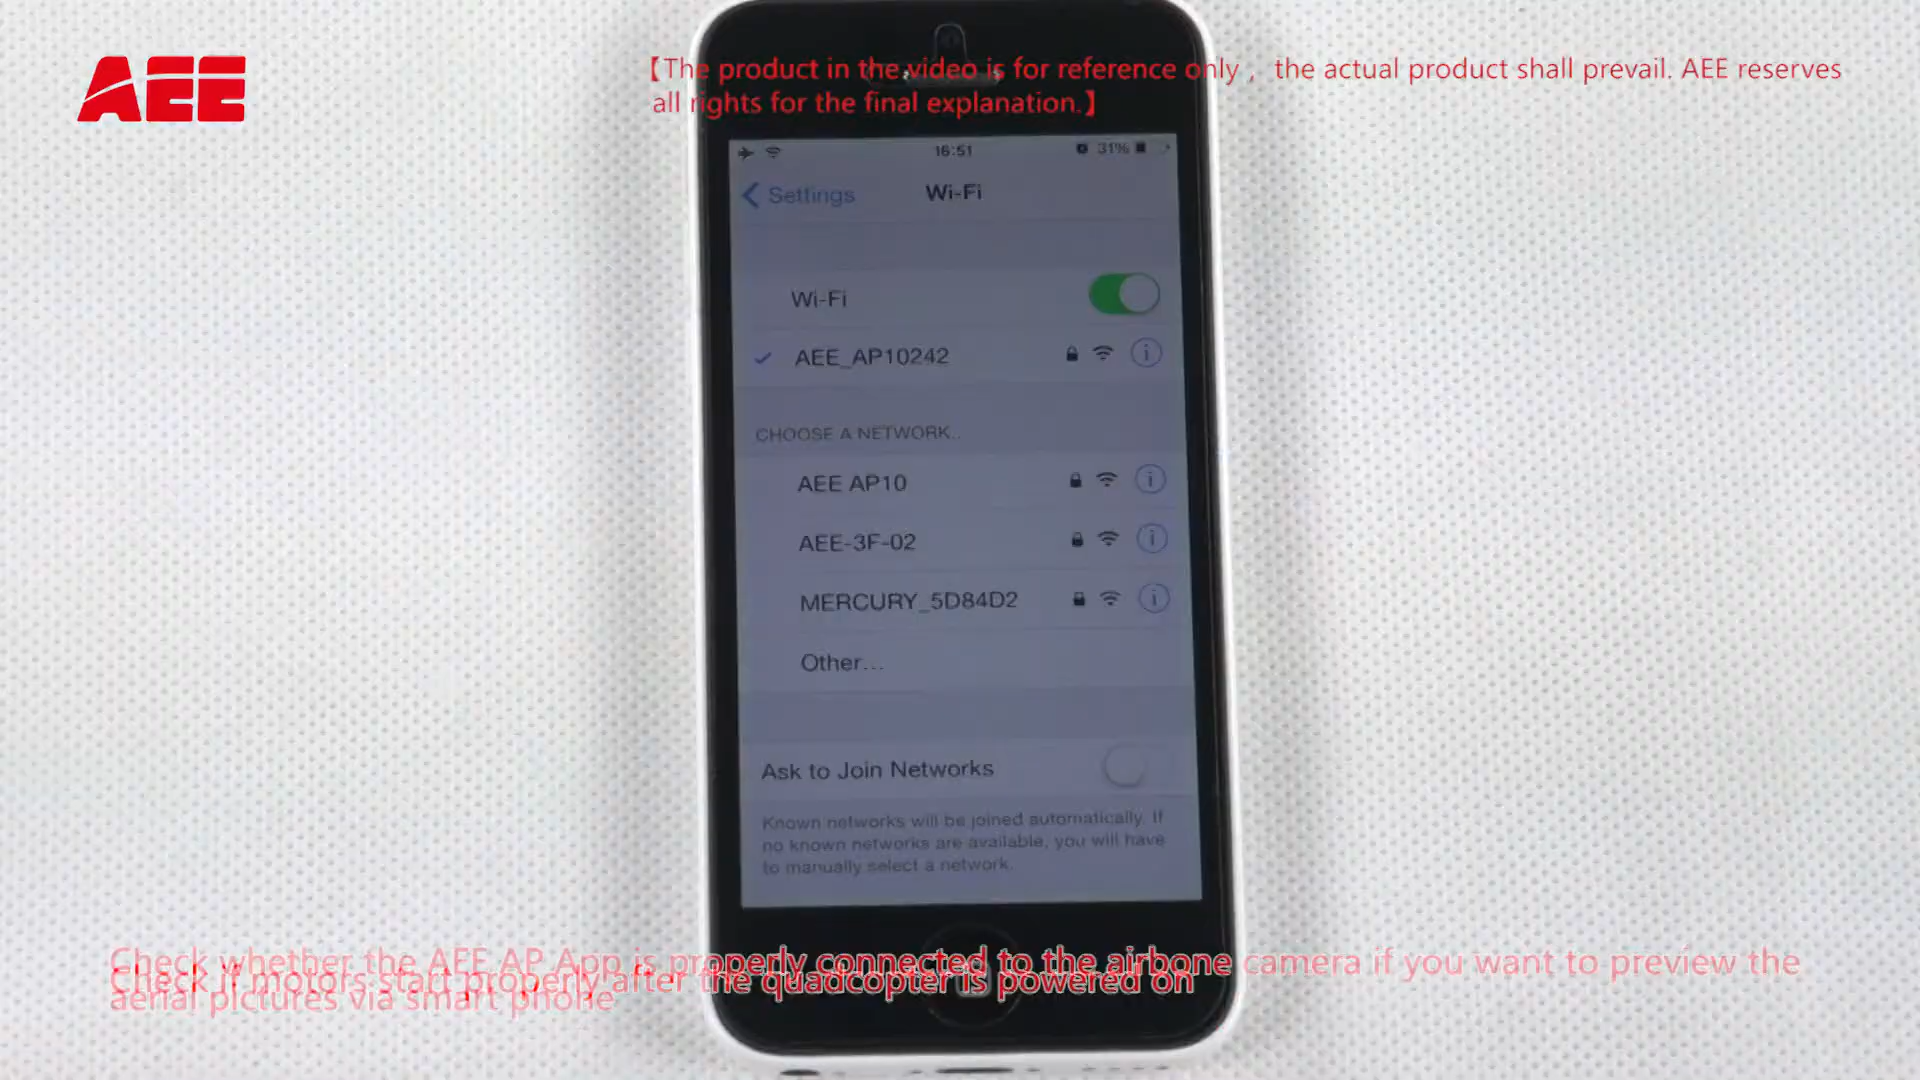 AEE
【The product in the video is for reference only，the actual product shall prevail. AEE reserves
all rights for the final explanation.】
16:51
31%
Settings
Wi-Fi
Wi-Fi
AEE_AP10242
CHOOSE A NETWORK...
AEE AP10
AEE-3F-02
MERCURY_5D84D2
Other...
Ask to Join Networks
Known networks will be joined automatically. If
no known networks are available, you will have
to manually select a network.
Check whether the AEE AP App is properly connected to the airbone camera if you want to preview the
aerial pictures via smart phone
Check if motors start properly after the quadcopter is powered on